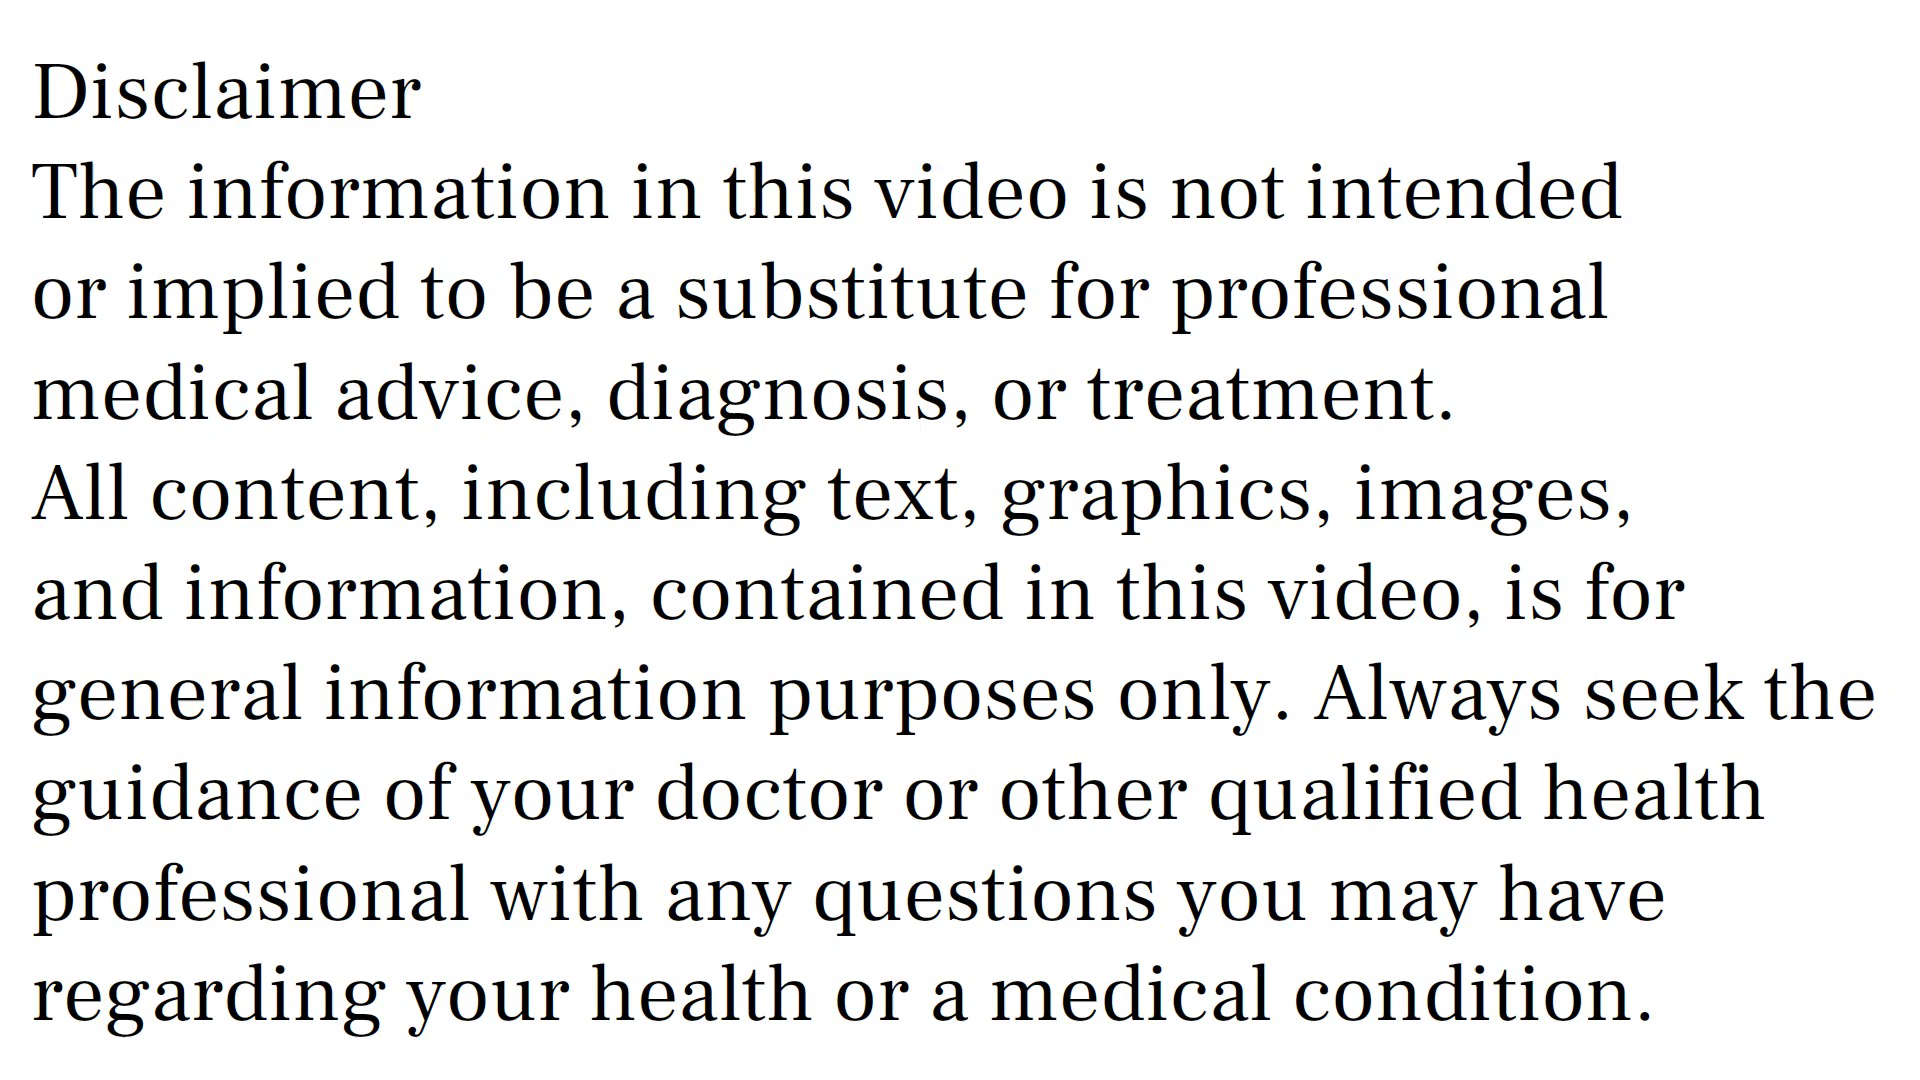 Disclaimer
The information in this video is not intended
or implied to be a substitute for professional
medical advice, diagnosis, or treatment.
All content, including text, graphics, images,
and information, contained in this video, is for
general information purposes only. Always seek the
guidance of your doctor or other qualified health
professional with any questions you may have
regarding your health or a medical condition.